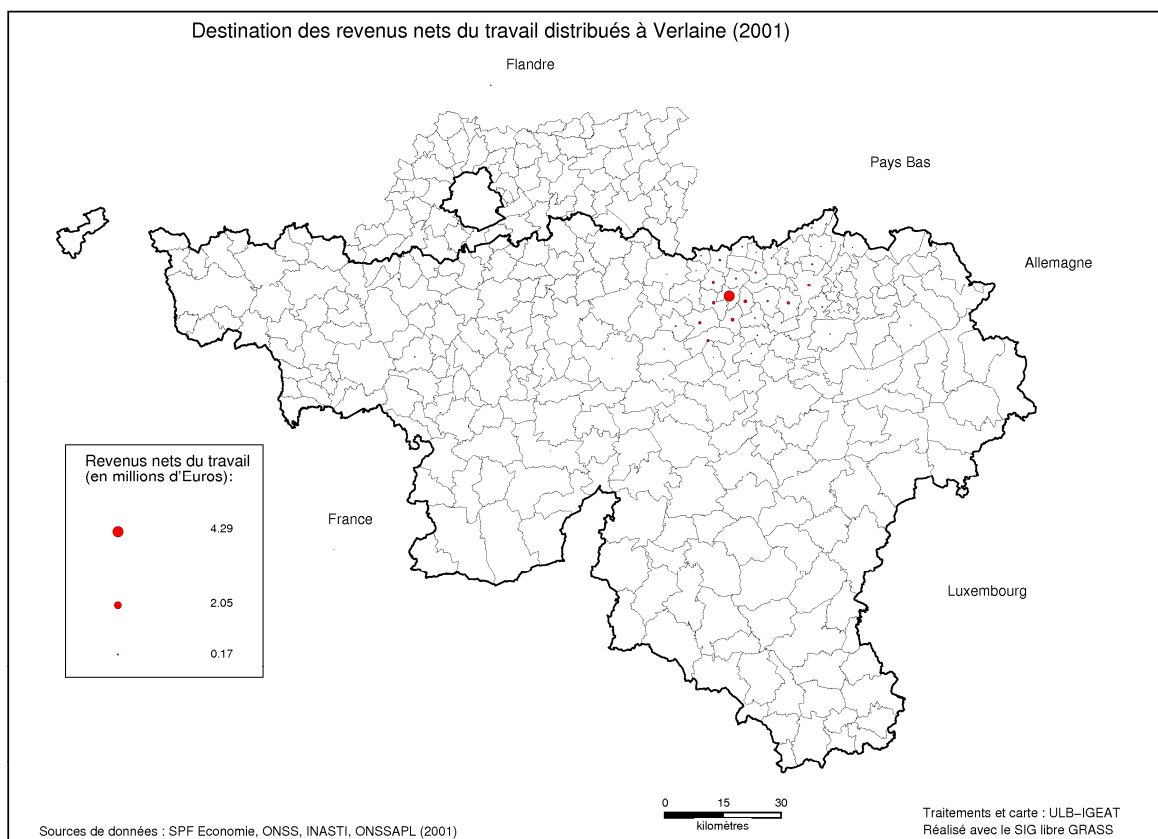 Destination des revenus nets du travail distribués à Verlaine (2001)
Flandre
Pays Bas
Allemagne
Revenus nets du travail
(en millions d'Euros):
4.29
2.05
0.17
France
Luxembourg
0 15 30
kilomètres
Sources de données : SPF Economie, ONSS, INASTI, ONSSAPL (2001)
Traitements et carte : ULB-IGEAT
Réalisé avec le SIG libre GRASS